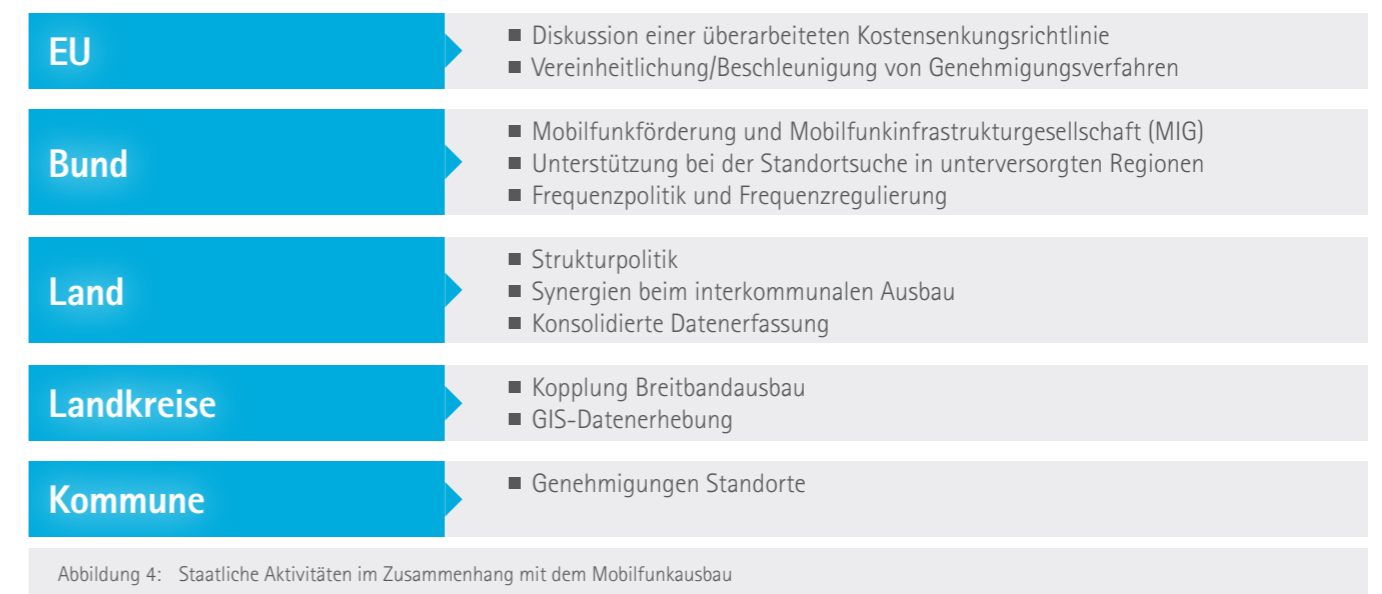 EU
■ Diskussion einer überarbeiteten Kostensenkungsrichtlinie
■ Vereinheitlichung/Beschleunigung von Genehmigungsverfahren
Bund
■ Mobilfunkförderung und Mobilfunkinfrastrukturgesellschaft (MIG)
■ Unterstützung bei der Standortsuche in unterversorgten Regionen
■ Frequenzpolitik und Frequenzregulierung
Land
■ Strukturpolitik
■ Synergien beim interkommunalen Ausbau
■ Konsolidierte Datenerfassung
Landkreise
■ Kopplung Breitbandausbau
■ GIS-Datenerhebung
Kommune
■ Genehmigungen Standorte
Abbildung 4: Staatliche Aktivitäten im Zusammenhang mit dem Mobilfunkausbau